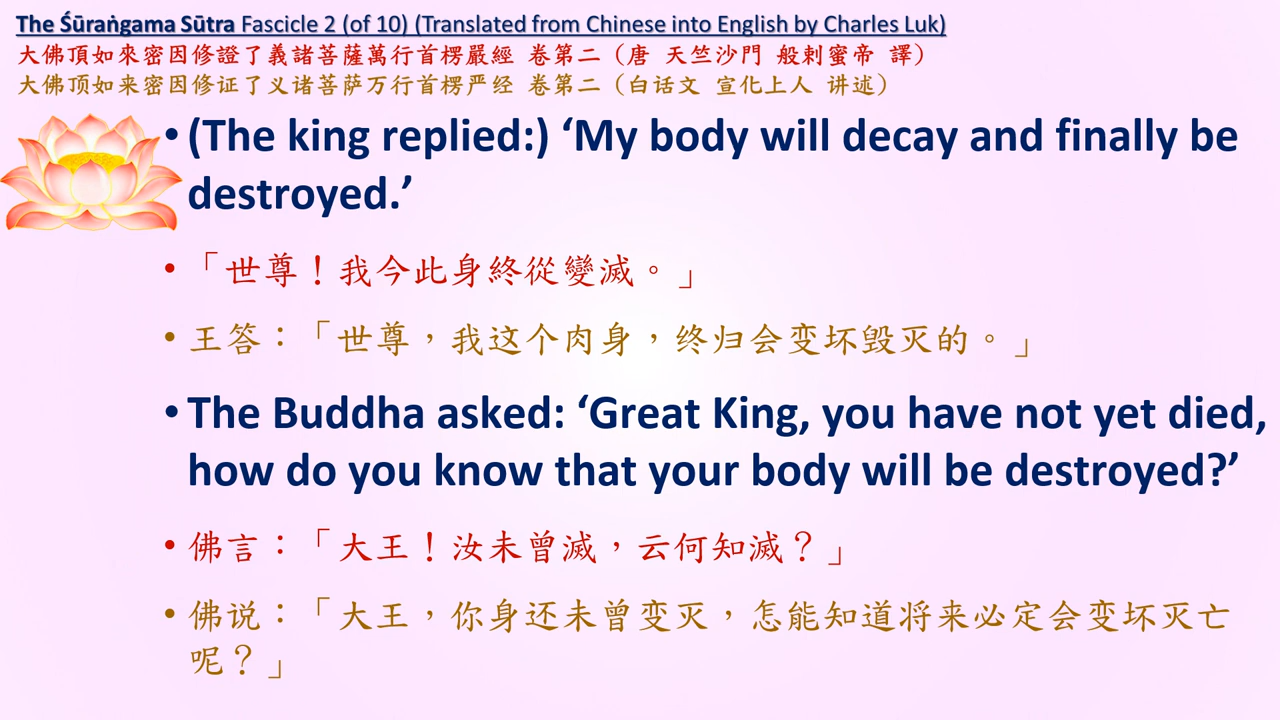 The Śūraṅgama Sūtra Fascicle 2 (of 10) (Translated from Chinese into English by Charles Luk)
大佛頂如來密因修證了義諸菩薩萬行首楞嚴經 卷第二（唐 天竺沙門 般剌蜜帝 譯）
大佛顶如来密因修证了义诸菩萨万行首楞严经 卷第二（白话文 宣化上人 讲述）
• (The king replied:) ‘My body will decay and finally be
destroyed.’
• 「世尊！我今此身終從變滅。」
• 王答：「世尊，我这个肉身，终归会变坏毁灭的。」
• The Buddha asked: ‘Great King, you have not yet died,
how do you know that your body will be destroyed?’
• 佛言：「大王！汝未曾滅，云何知滅？」
• 佛说：「大王，你身还未曾变灭，怎能知道将来必定会变坏灭亡
呢？」